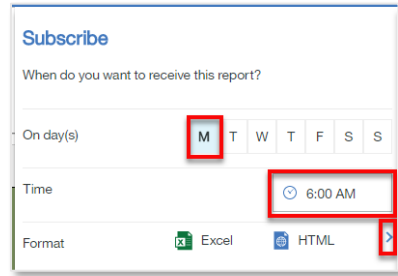 Subscribe
When do you want to receive this report?
On day(s) M T W T F S S
Time 6:00 AM
Format Excel HTML